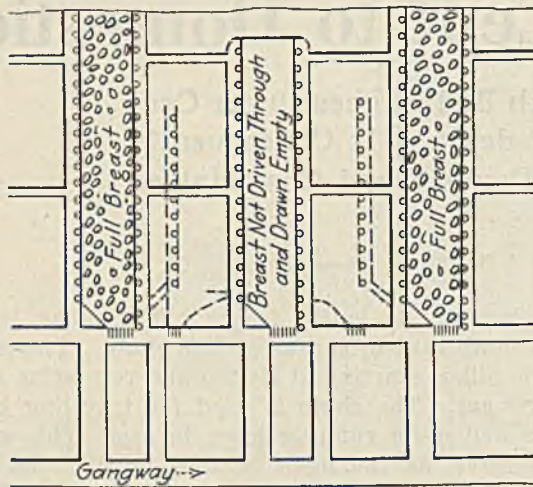 Full Breast
Breast Not Driven Through
and Drawn Empty
Full Breast
Gangway